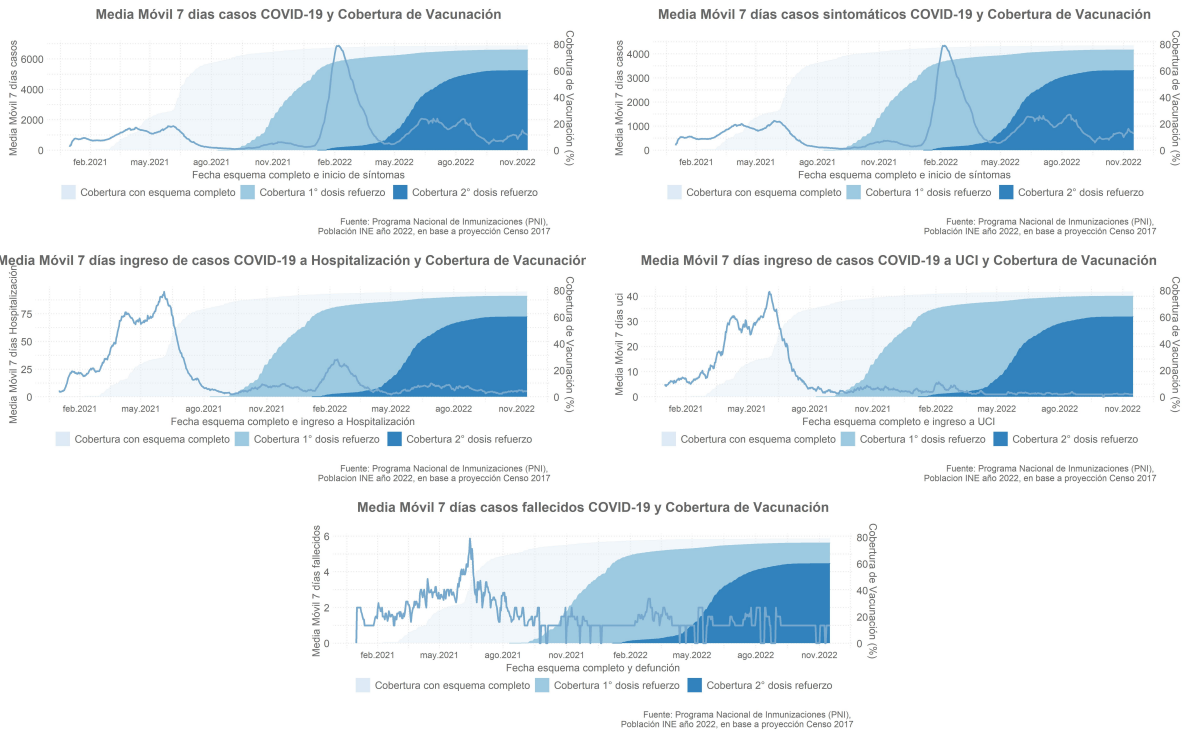 Media Móvil 7 dias casos COVID-19 y Cobertura de Vacunación
Media Móvil 7 días casos
6000
4000
2000
0
80
60
40
20
0
Cobertura de Vacunación (%)
feb.2021 may.2021 ago.2021 nov.2021 feb.2022 may.2022 ago.2022 nov.2022
Fecha esquema completo e inicio de síntomas
Cobertura con esquema completo Cobertura 1° dosis refuerzo Cobertura 2° dosis refuerzo
Fuente: Programa Nacional de Inmunizaciones (PNI),
Población INE año 2022, en base a proyección Censo 2017
Media Móvil 7 días casos sintomáticos COVID-19 y Cobertura de Vacunación
Media Móvil 7 días casos
4000
3000
2000
1000
0
80
60
40
20
0
Cobertura de Vacunación (%)
feb.2021 may.2021 ago.2021 nov.2021 feb.2022 may.2022 ago.2022 nov.2022
Fecha esquema completo e inicio de síntomas
Cobertura con esquema completo Cobertura 1° dosis refuerzo Cobertura 2° dosis refuerzo
Fuente: Programa Nacional de Inmunizaciones (PNI),
Población INE año 2022, en base a proyección Censo 2017
Media Móvil 7 días ingreso de casos COVID-19 a Hospitalización y Cobertura de Vacunación
Media Móvil 7 días Hospitalización
75
50
25
0
80
60
40
20
0
Cobertura de Vacunación (%)
feb.2021 may.2021 ago.2021 nov.2021 feb.2022 may.2022 ago.2022 nov.2022
Fecha esquema completo e ingreso a Hospitalización
Cobertura con esquema completo Cobertura 1° dosis refuerzo Cobertura 2° dosis refuerzo
Fuente: Programa Nacional de Inmunizaciones (PNI),
Poblacion INE año 2022, en base a proyección Censo 2017
Media Móvil 7 días ingreso de casos COVID-19 a UCI y Cobertura de Vacunación
Media Móvil 7 días uci
40
30
20
10
0
80
60
40
20
0
Cobertura de Vacunación (%)
feb.2021 may.2021 ago.2021 nov.2021 feb.2022 may.2022 ago.2022 nov.2022
Fecha esquema completo e ingreso a UCI
Cobertura con esquema completo Cobertura 1° dosis refuerzo Cobertura 2° dosis refuerzo
Fuente: Programa Nacional de Inmunizaciones (PNI),
Poblacion INE año 2022, en base a proyección Censo 2017
Media Móvil 7 días casos fallecidos COVID-19 y Cobertura de Vacunación
Media Móvil 7 días fallecidos
6
4
2
0
80
60
40
20
0
Cobertura de Vacunación (%)
feb.2021 may.2021 ago.2021 nov.2021 feb.2022 may.2022 ago.2022 nov.2022
Fecha esquema completo y defunción
Cobertura con esquema completo Cobertura 1° dosis refuerzo Cobertura 2° dosis refuerzo
Fuente: Programa Nacional de Inmunizaciones (PNI),
Población INE año 2022, en base a proyección Censo 2017